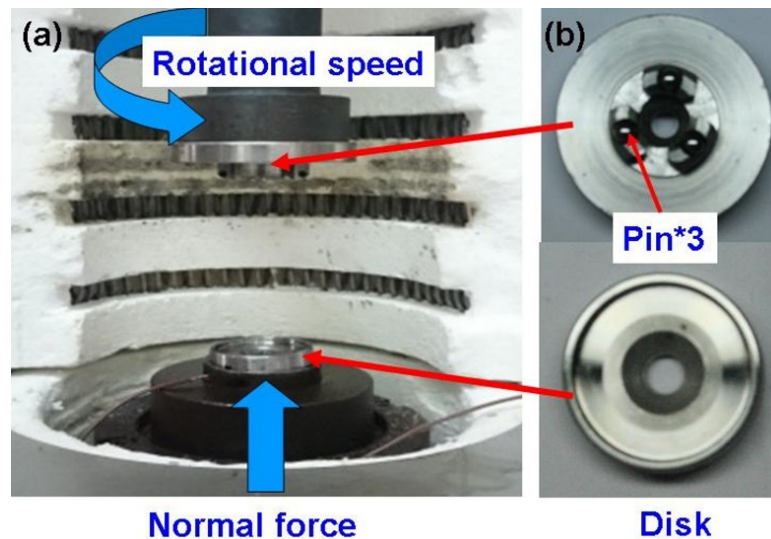 (a)
(b)
Rotational speed
Pin*3
Normal force
Disk